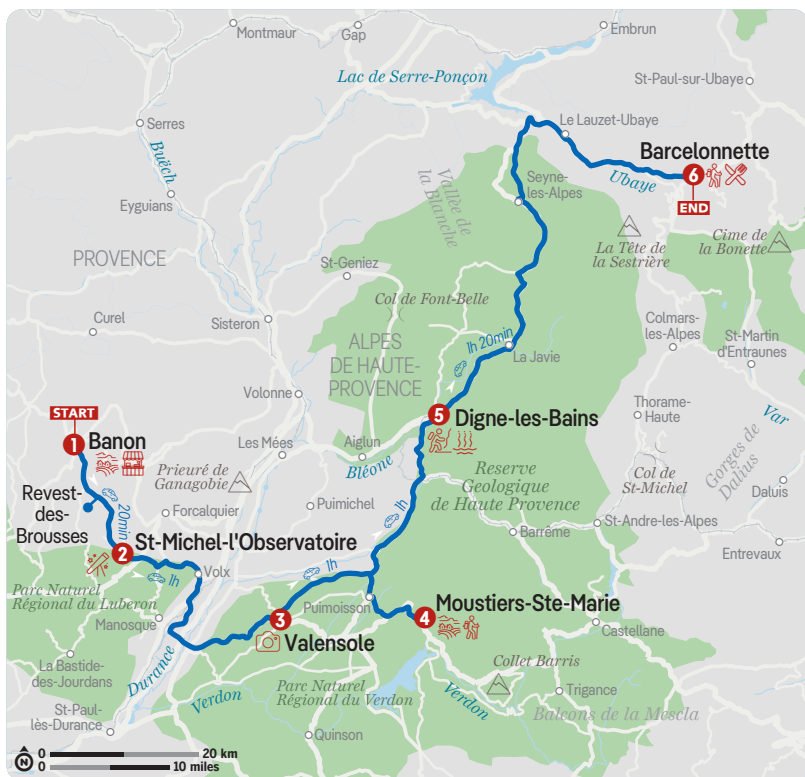 Montmaur
Gap
Embrun
Lac de Serre-Ponçon
St-Paul-sur-Ubaye
Serres
Le Lauzet-Ubaye
Buëch
Barcelonnette
6
Ubaye
END
Seyne-
les-Alpes
Eyguians
Vallée de
la Blanche
La Tête de
la Sestrière
Cime de
la Bonette
PROVENCE
St-Geniez
Col de Font-Belle
Curel
Sisteron
Colmars-
les-Alpes
St-Martin
d'Entraunes
ALPES
DE HAUTE-
PROVENCE
1h 20min
La Javie
Volonne
Thorame-
Haute
Var
START
1
Banon
5
Digne-les-Bains
Les Mées
Aiglun
Bléone
Prieuré de
Ganagobie
Reserve
Geologique
de Haute Provence
Col de
St-Michel
Gorges de
Daluis
Daluis
Revest-
des-
Brousses
20min
Forcalquier
Puimichel
1h
Barrême
St-Andre-les-Alpes
Entrevaux
2
St-Michel-l'Observatoire
1h
Volx
1h
Parc Naturel
Régional du Luberon
Manosque
Puimoisson
3
Valensole
4
Moustiers-Ste-Marie
Castellane
La Bastide-
des-Jourdans
Durance
Verdon
Parc Naturel
Régional du Verdon
Collet Barris
Verdon
Trigance
Balcons de la Mescla
St-Paul-
lès-Durance
Quinson
N
0
20 km
0
10 miles